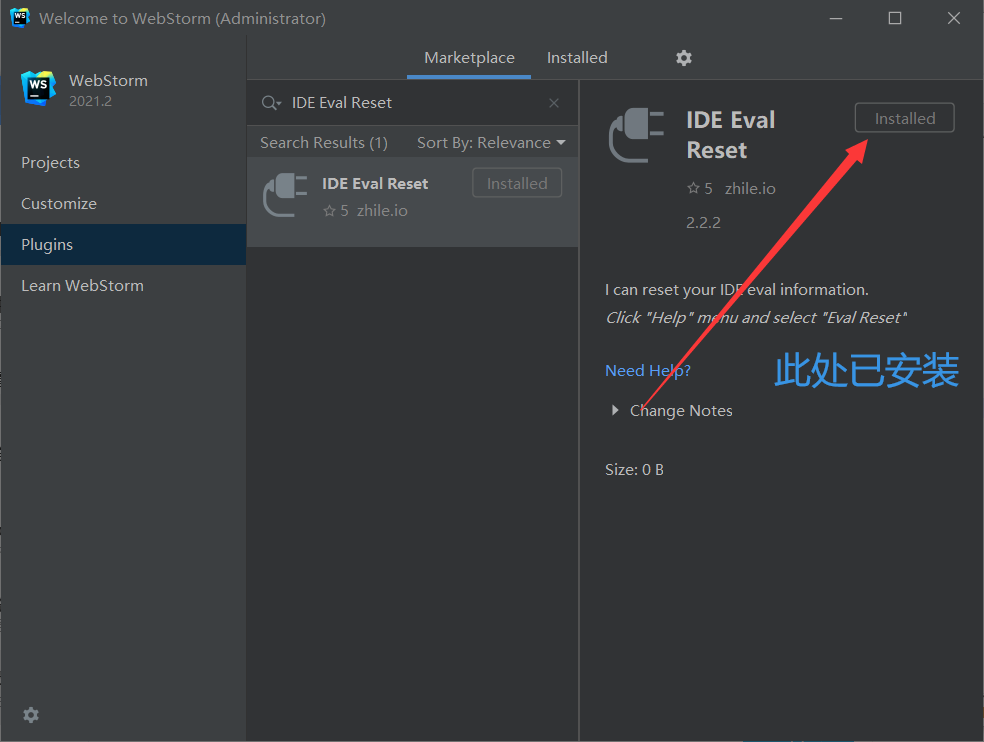 Welcome to WebStorm (Administrator)
WS
WebStorm
2021.2
Projects
Customize
Plugins
Learn WebStorm
Marketplace
Installed
IDE Eval Reset
Search Results (1)
Sort By: Relevance
IDE Eval Reset
Installed
5 zhile.io
IDE Eval
Reset
Installed
5 zhile.io
2.2.2
I can reset your IDE eval information.
Click "Help" menu and select "Eval Reset"
Need Help?
此处已安装
Change Notes
Size: 0 B